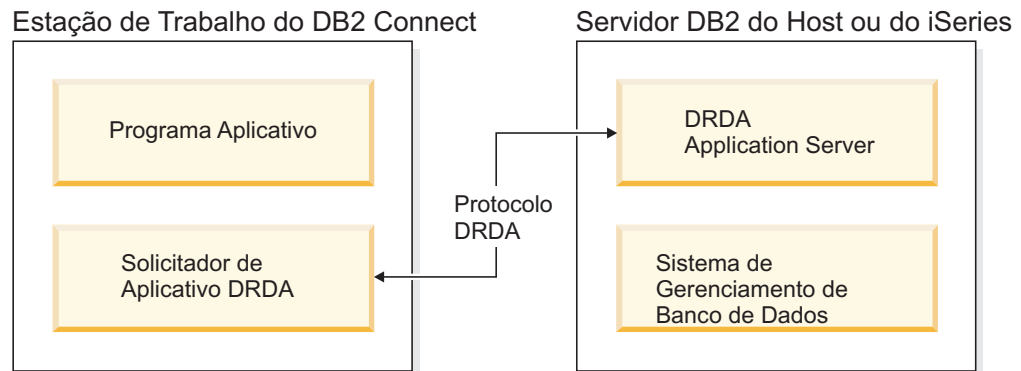 Estação de Trabalho do DB2 Connect
Servidor DB2 do Host ou do iSeries
Programa Aplicativo
DRDA
Application Server
Protocolo
DRDA
Solicitador de
Aplicativo DRDA
Sistema de
Gerenciamento de
Banco de Dados